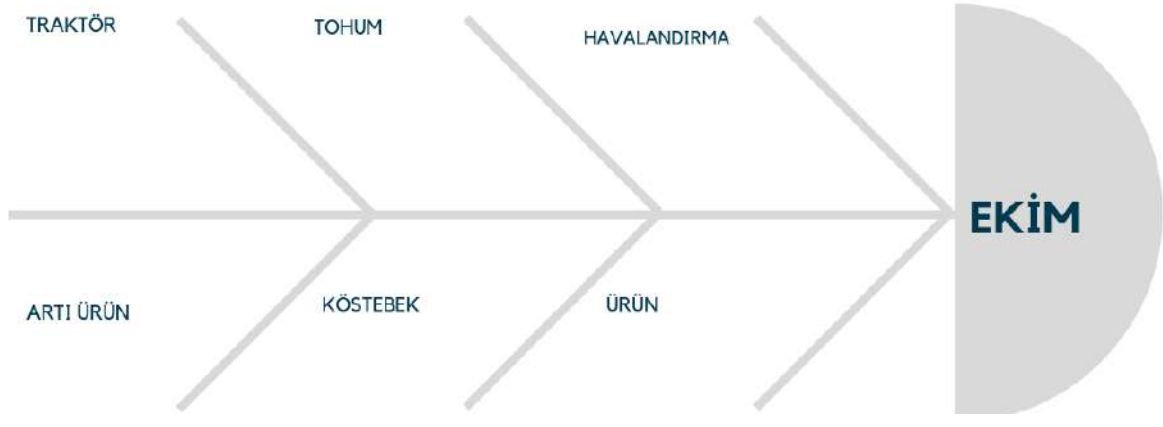 TRAKTÖR
TOHUM
HAVALANDIRMA
EKİM
ARTI ÜRÜN
KÖSTEBEK
ÜRÜN